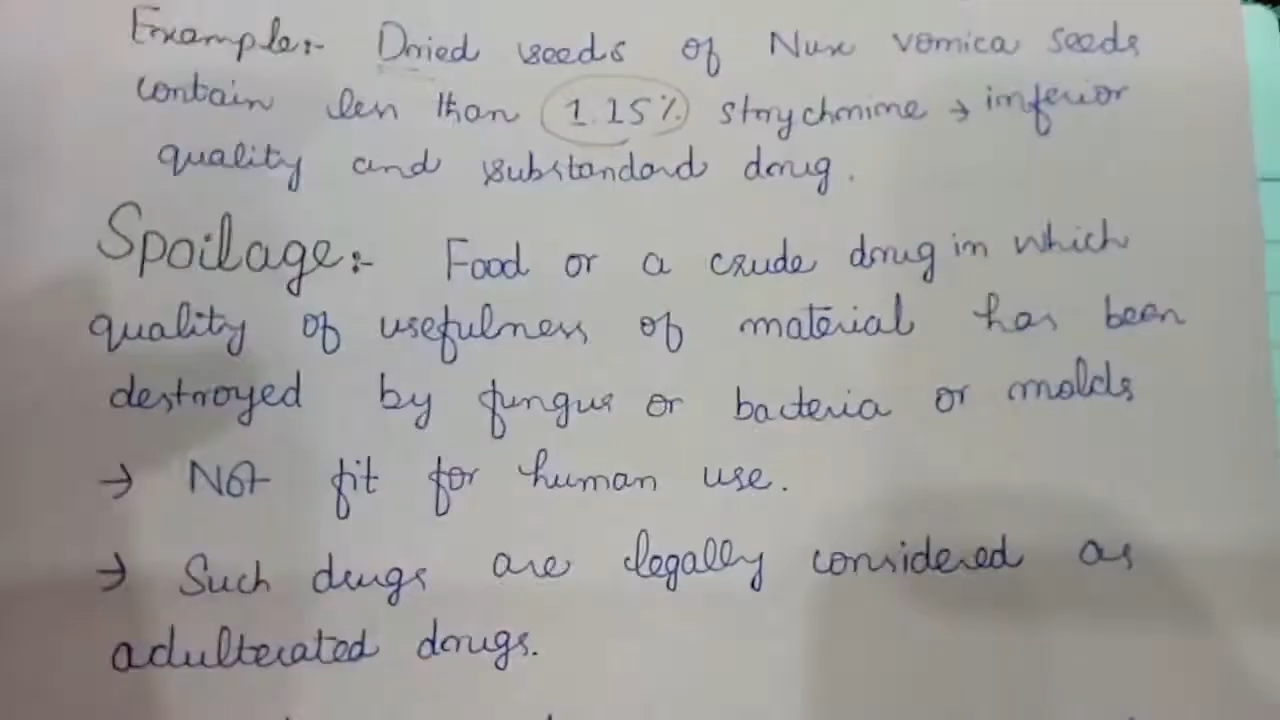 Example:- Dried seeds of Nux vomica seeds
contain less than 1.15% strychnine → inferior
quality and substandard drug.
Spoilage:- Food or a crude drug in which
quality of usefulness of material has been
destroyed by fungus or bacteria or molds
→ Not fit for human use.
→ Such drugs are legally considered as
adulterated drugs.